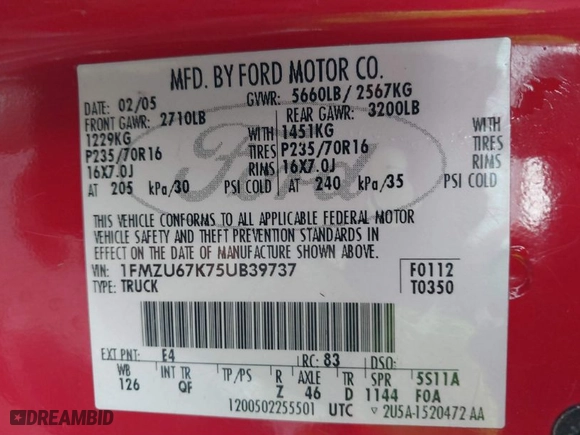 MFD. BY FORD MOTOR CO.
DATE: 02/05 GVWR: 5660LB / 2567KG
FRONT GAWR: 2710LB REAR GAWR: 3200LB
1229KG WITH 1451KG WITH
P235/70R16 TIRES P235/70R16 TIRES
16X7.0J RIMS 16X7.0J RIMS
AT 205 kPa/30 PSI COLD AT 240 kPa/35 PSI COLD
Ford
THIS VEHICLE CONFORMS TO ALL APPLICABLE FEDERAL MOTOR
VEHICLE SAFETY AND THEFT PREVENTION STANDARDS IN
EFFECT ON THE DATE OF MANUFACTURE SHOWN ABOVE.
VIN: 1FMZU67K75UB39737 F0112
TYPE: TRUCK T0350
EXT PNT: E4 RC: 83 DSO:
WB INT TR TP/PS R AXLE TR SPR 5S11A
126 QF Z 46 D 1144 F0A
1200502255501 UTC 2U5A-1520472 AA
DREAMBID